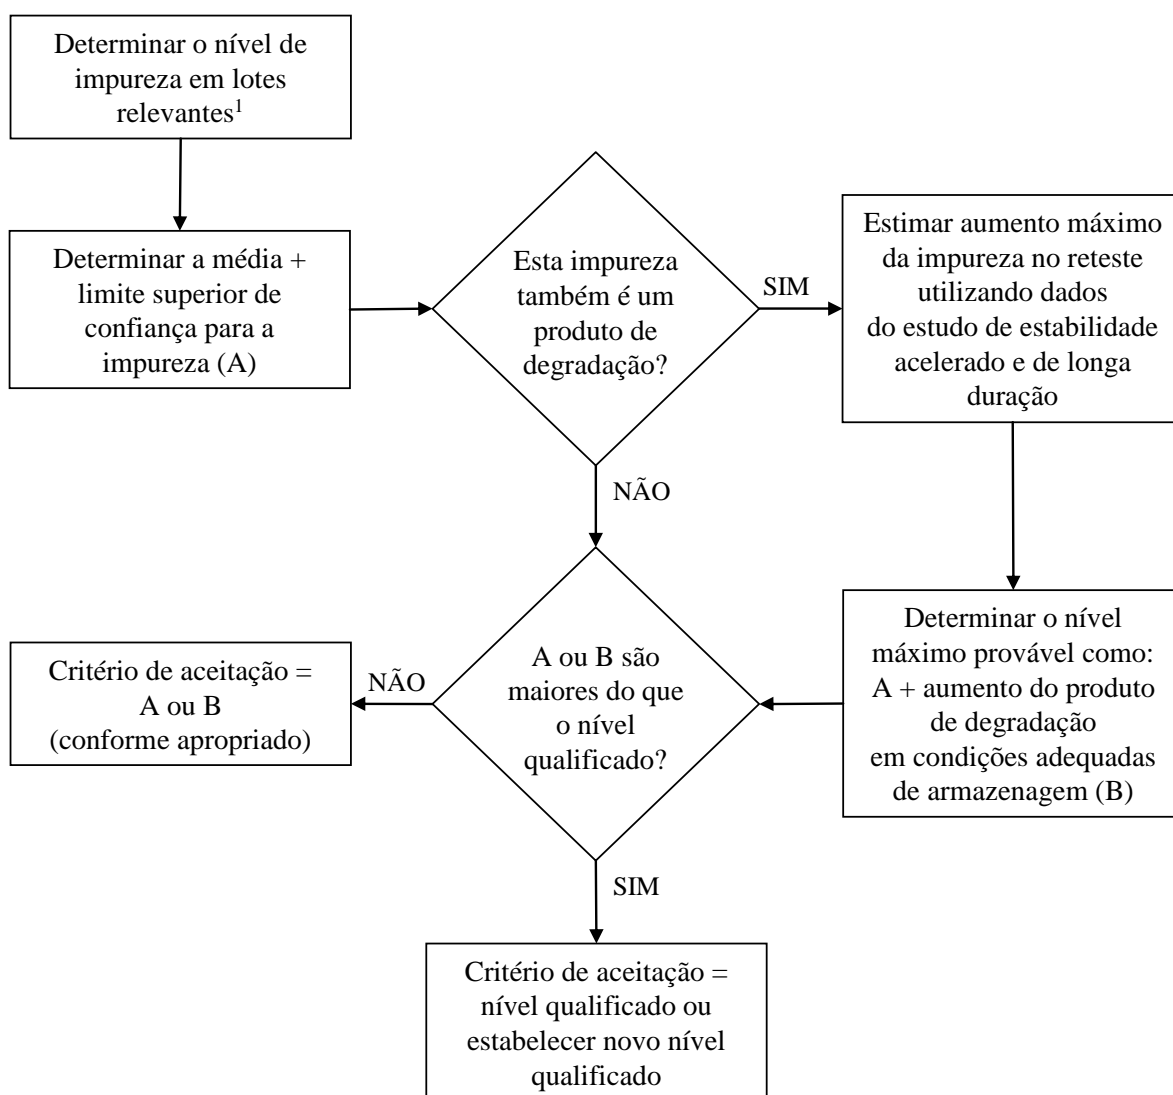 Determinar o nível de
impureza em lotes
relevantes¹
Determinar a média +
limite superior de
confiança para a
impureza (A)
Esta impureza
também é um
produto de
degradação?
SIM
Estimar aumento máximo
da impureza no reteste
utilizando dados
do estudo de estabilidade
acelerado e de longa
duração
NÃO
Determinar o nível
máximo provável como:
A + aumento do produto
de degradação
em condições adequadas
de armazenagem (B)
A ou B são
maiores do que
o nível
qualificado?
NÃO
Critério de aceitação =
A ou B
(conforme apropriado)
SIM
Critério de aceitação =
nível qualificado ou
estabelecer novo nível
qualificado